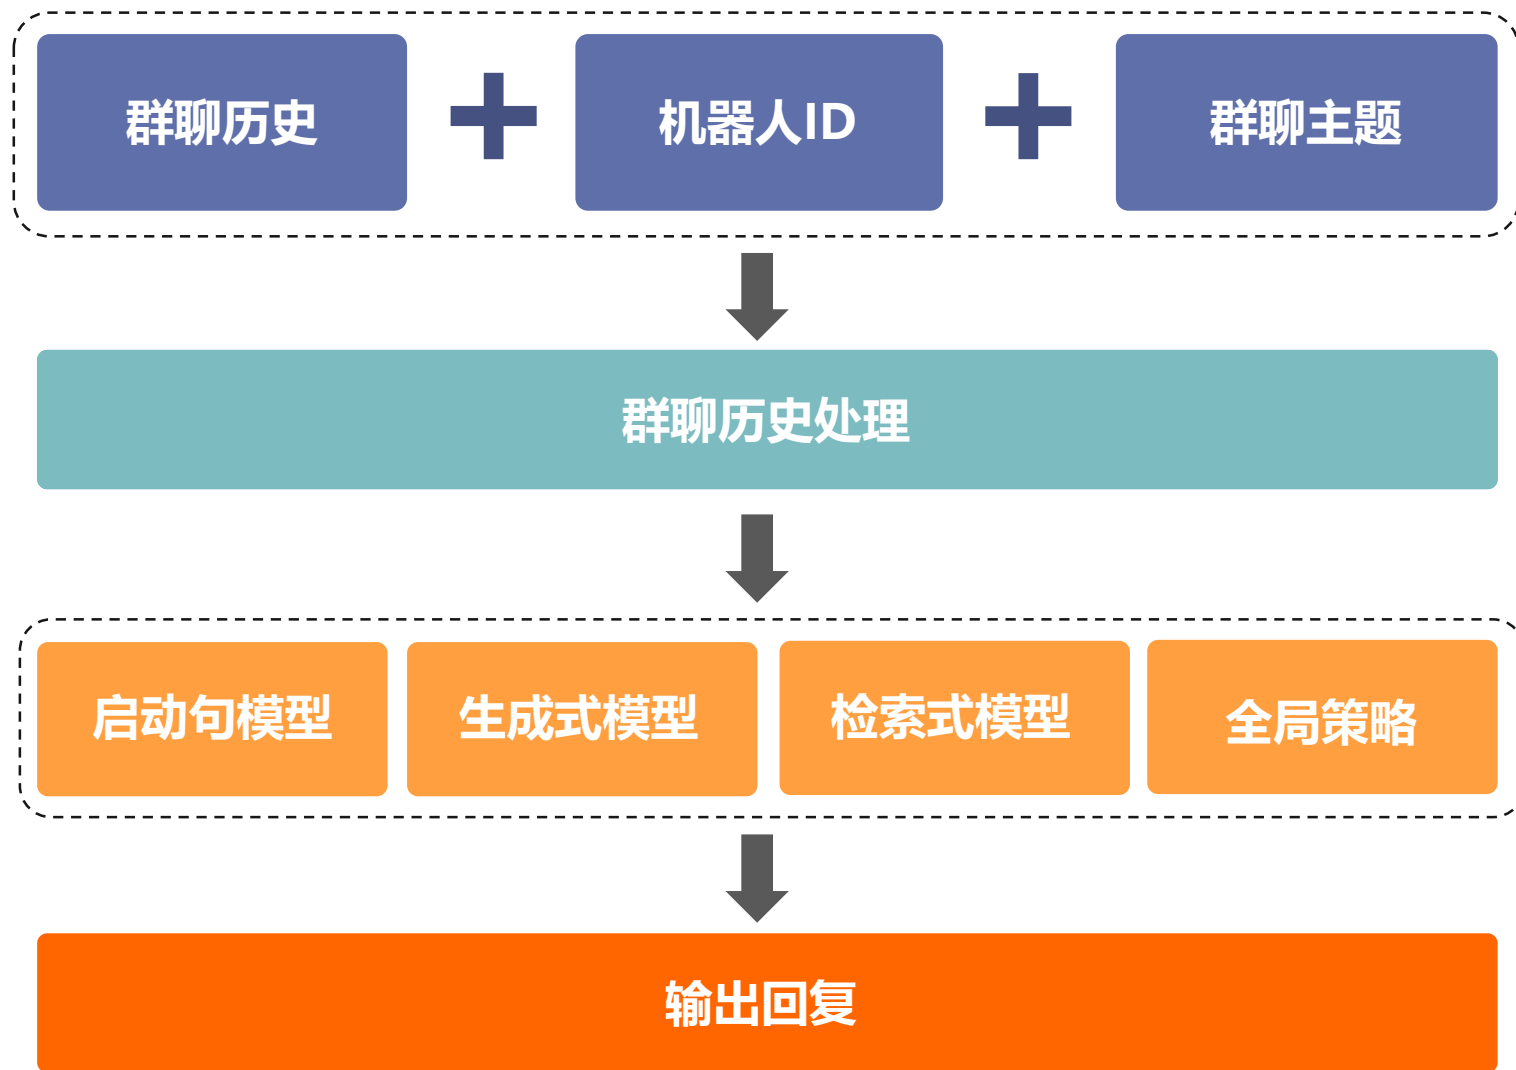 群聊历史
机器人ID
群聊主题
群聊历史处理
启动句模型
生成式模型
检索式模型
全局策略
输出回复